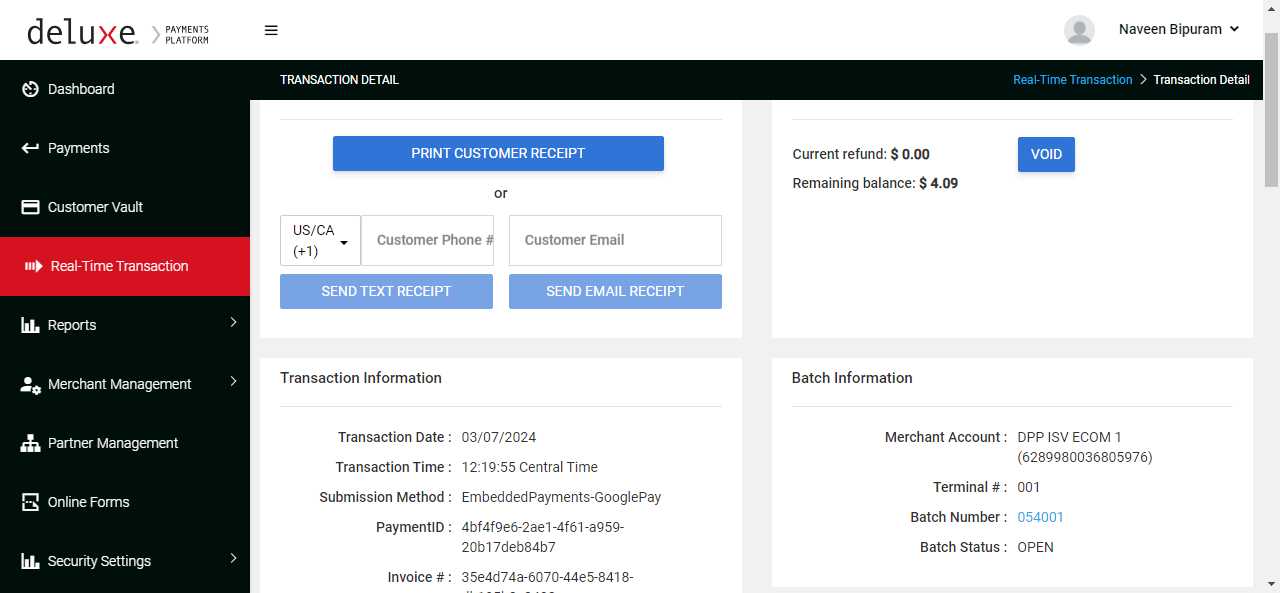 deluxe. PAYMENTS PLATFORM
Naveen Bipuram
TRANSACTION DETAIL
Real-Time Transaction > Transaction Detail
Dashboard
Payments
Customer Vault
Real-Time Transaction
Reports
Merchant Management
Partner Management
Online Forms
Security Settings
PRINT CUSTOMER RECEIPT
or
US/CA
(+1)
Customer Phone #
Customer Email
SEND TEXT RECEIPT
SEND EMAIL RECEIPT
Current refund: $ 0.00
VOID
Remaining balance: $ 4.09
Transaction Information
Transaction Date : 03/07/2024
Transaction Time : 12:19:55 Central Time
Submission Method : EmbeddedPayments-GooglePay
PaymentID : 4bf4f9e6-2ae1-4f61-a959-
20b17deb84b7
Invoice # : 35e4d74a-6070-44e5-8418-
Batch Information
Merchant Account : DPP ISV ECOM 1
(6289980036805976)
Terminal # : 001
Batch Number : 054001
Batch Status : OPEN